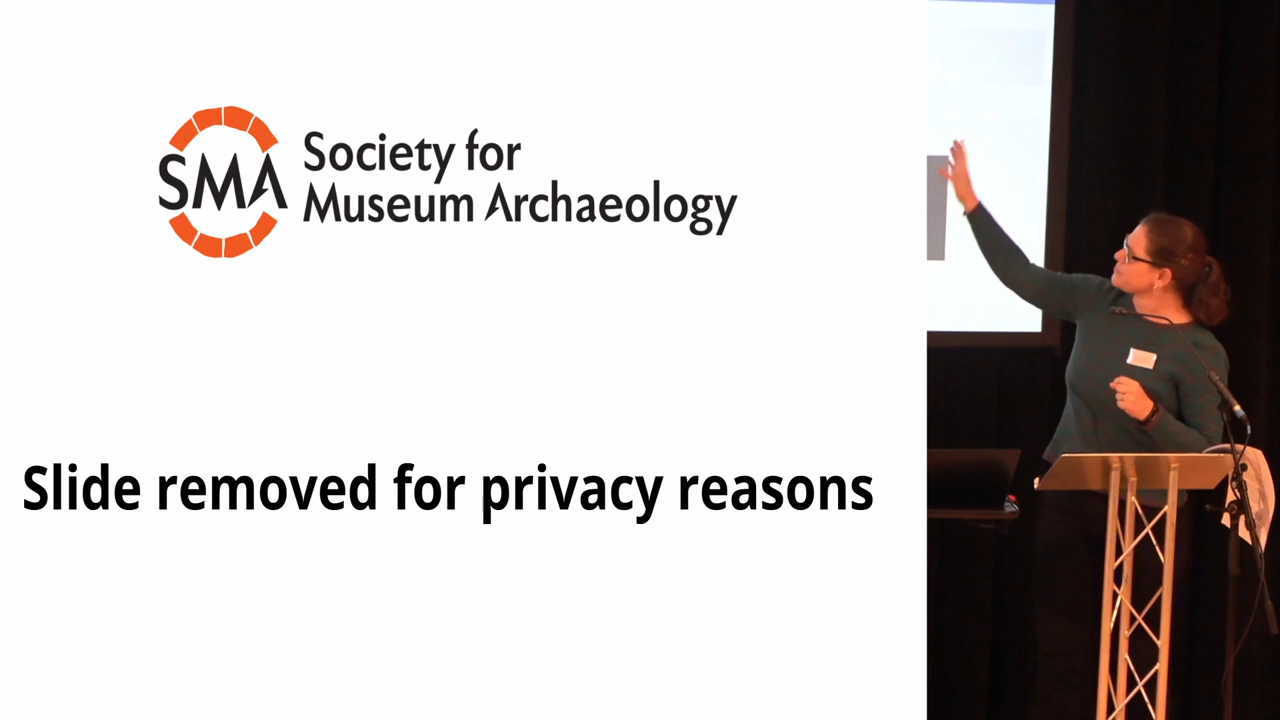 SMA
Society for
Museum Archaeology
Slide removed for privacy reasons